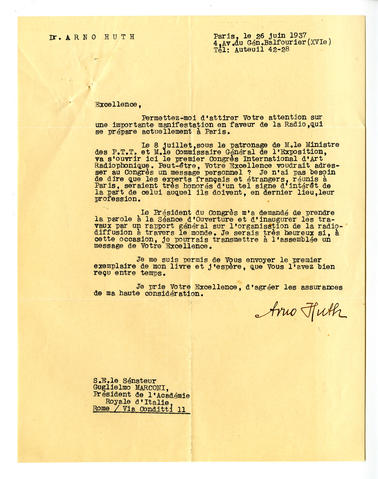 Dr. ARNO HUTH
Paris, le 26 juin 1937
4,Av.du Gén.Balfourier(XVIe)
Tél: Auteuil 42-28
Excellence,
Permettez-moi d'attirer Votre attention sur
une importante manifestation en faveur de la Radio,qui
se prépare actuellement à Paris.
Le 8 juillet,sous le patronage de M.le Ministre
des P.T.T. et M.le Commissaire Général de l'Exposition,
va s'ouvrir ici le premier Congrès International d'Art
Radiophonique. Peut-être, Votre Excellence voudrait adres-
ser au Congrès un message personnel ? Je n'ai pas besoin
de dire que les experts français et étrangers, réunis à
Paris, seraient très honorés d'un tel signe d'intérêt de
la part de celui auquel ils doivent, en dernier lieu,leur
profession.
Le Président du Congrès m'a demandé de prendre
la parole à la Séance d'Ouverture et d'inaugurer les tra-
vaux par un rapport général sur l'organisation de la radio-
diffusion à travers le monde. Je serais très heureux si, à
cette occasion, je pourrais transmettre à l'assemblée un
message de Votre Excellence.
Je me suis permis de Vous envoyer le premier
exemplaire de mon livre et j'espère, que Vous l'avez bien
reçu entre temps.
Je prie Votre Excellence, d'agréer les assurances
de ma haute considération.
Arno Huth
S.E.le Sénateur
Guglielmo MARCONI,
Président de l'Académie
Royale d'Italie,
Rome / Via Conditti 11